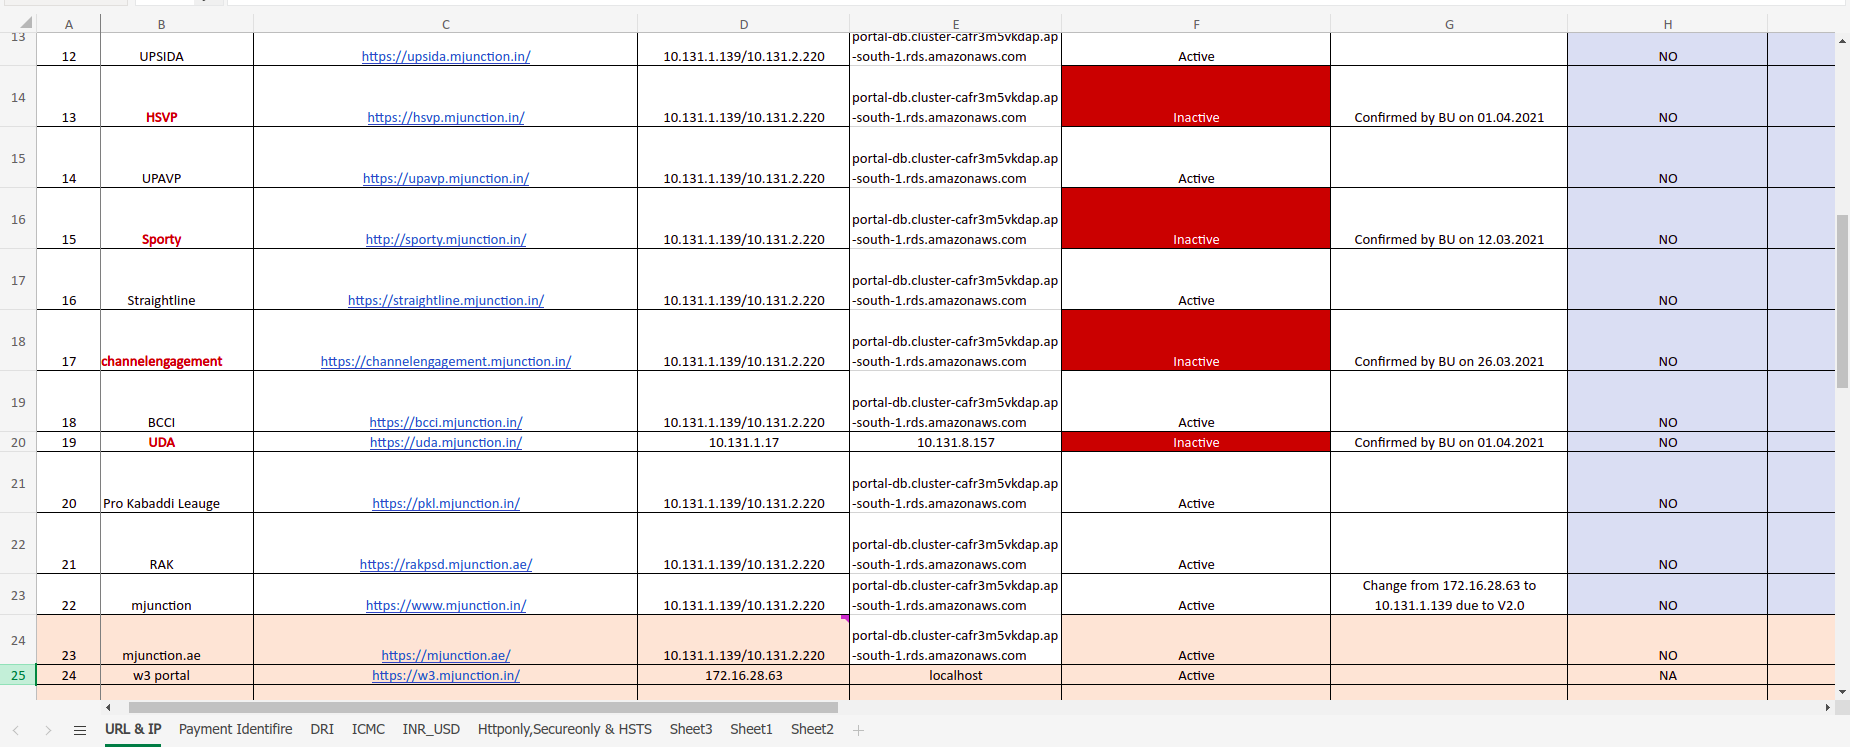 A B C D E F G H
13 12 UPSIDA https://upsida.mjunction.in/ 10.131.1.139/10.131.2.220 portal-db.cluster-cafr3m5vkdap.ap
-south-1.rds.amazonaws.com Active NO
14 13 HSVP https://hsvp.mjunction.in/ 10.131.1.139/10.131.2.220 portal-db.cluster-cafr3m5vkdap.ap
-south-1.rds.amazonaws.com Inactive Confirmed by BU on 01.04.2021 NO
15 14 UPAVP https://upavp.mjunction.in/ 10.131.1.139/10.131.2.220 portal-db.cluster-cafr3m5vkdap.ap
-south-1.rds.amazonaws.com Active NO
16 15 Sporty http://sporty.mjunction.in/ 10.131.1.139/10.131.2.220 portal-db.cluster-cafr3m5vkdap.ap
-south-1.rds.amazonaws.com Inactive Confirmed by BU on 12.03.2021 NO
17 16 Straightline https://straightline.mjunction.in/ 10.131.1.139/10.131.2.220 portal-db.cluster-cafr3m5vkdap.ap
-south-1.rds.amazonaws.com Active NO
18 17 channelengagement https://channelengagement.mjunction.in/ 10.131.1.139/10.131.2.220 portal-db.cluster-cafr3m5vkdap.ap
-south-1.rds.amazonaws.com Inactive Confirmed by BU on 26.03.2021 NO
19 18 BCCI https://bcci.mjunction.in/ 10.131.1.139/10.131.2.220 portal-db.cluster-cafr3m5vkdap.ap
-south-1.rds.amazonaws.com Active NO
20 19 UDA https://uda.mjunction.in/ 10.131.1.17 10.131.8.157 Inactive Confirmed by BU on 01.04.2021 NO
21 20 Pro Kabaddi Leauge https://pkl.mjunction.in/ 10.131.1.139/10.131.2.220 portal-db.cluster-cafr3m5vkdap.ap
-south-1.rds.amazonaws.com Active NO
22 21 RAK https://rakpsd.mjunction.ae/ 10.131.1.139/10.131.2.220 portal-db.cluster-cafr3m5vkdap.ap
-south-1.rds.amazonaws.com Active NO
23 22 mjunction https://www.mjunction.in/ 10.131.1.139/10.131.2.220 portal-db.cluster-cafr3m5vkdap.ap
-south-1.rds.amazonaws.com Active Change from 172.16.28.63 to
10.131.1.139 due to V2.0 NO
24 23 mjunction.ae https://mjunction.ae/ 10.131.1.139/10.131.2.220 portal-db.cluster-cafr3m5vkdap.ap
-south-1.rds.amazonaws.com Active NO
25 24 w3 portal https://w3.mjunction.in/ 172.16.28.63 localhost Active NA
URL & IP Payment Identifire DRI ICMC INR_USD Httponly,Secureonly & HSTS Sheet3 Sheet1 Sheet2